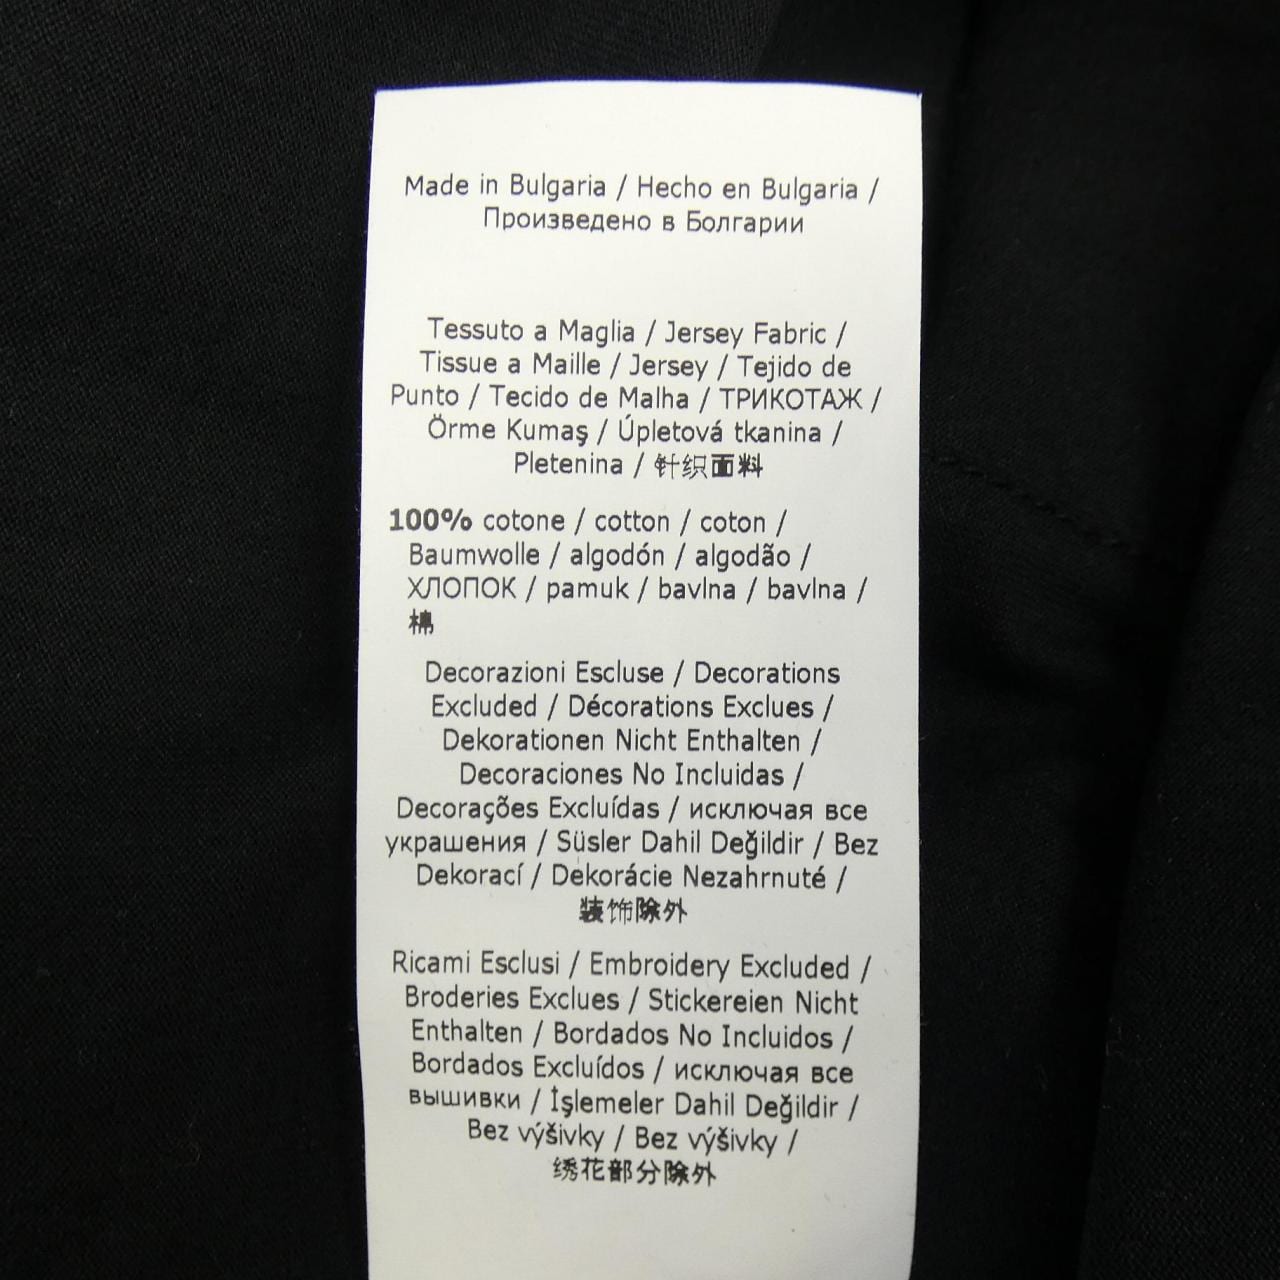 Made in Bulgaria / Hecho en Bulgaria /
Произведено в Болгарии
Tessuto a Maglia / Jersey Fabric /
Tissue a Maille / Jersey / Tejido de
Punto / Tecido de Malha / ТРИКОТАЖ /
Örme Kumaş / Úpletová tkanina /
Pletenina / 针织面料
100% cotone / cotton / coton /
Baumwolle / algodón / algodão /
ХЛОПОК / pamuk / bavlna / bavlna /
棉
Decorazioni Escluse / Decorations
Excluded / Décorations Exclues /
Dekorationen Nicht Enthalten /
Decoraciones No Incluidas /
Decorações Excluídas / исключая все
украшения / Süsler Dahil Değildir / Bez
Dekorací / Dekorácie Nezahrnuté /
装饰除外
Ricami Esclusi / Embroidery Excluded /
Broderies Exclues / Stickereien Nicht
Enthalten / Bordados No Incluidos /
Bordados Excluídos / исключая все
вышивки / İşlemeler Dahil Değildir /
Bez výšivky / Bez výšivky /
绣花部分除外